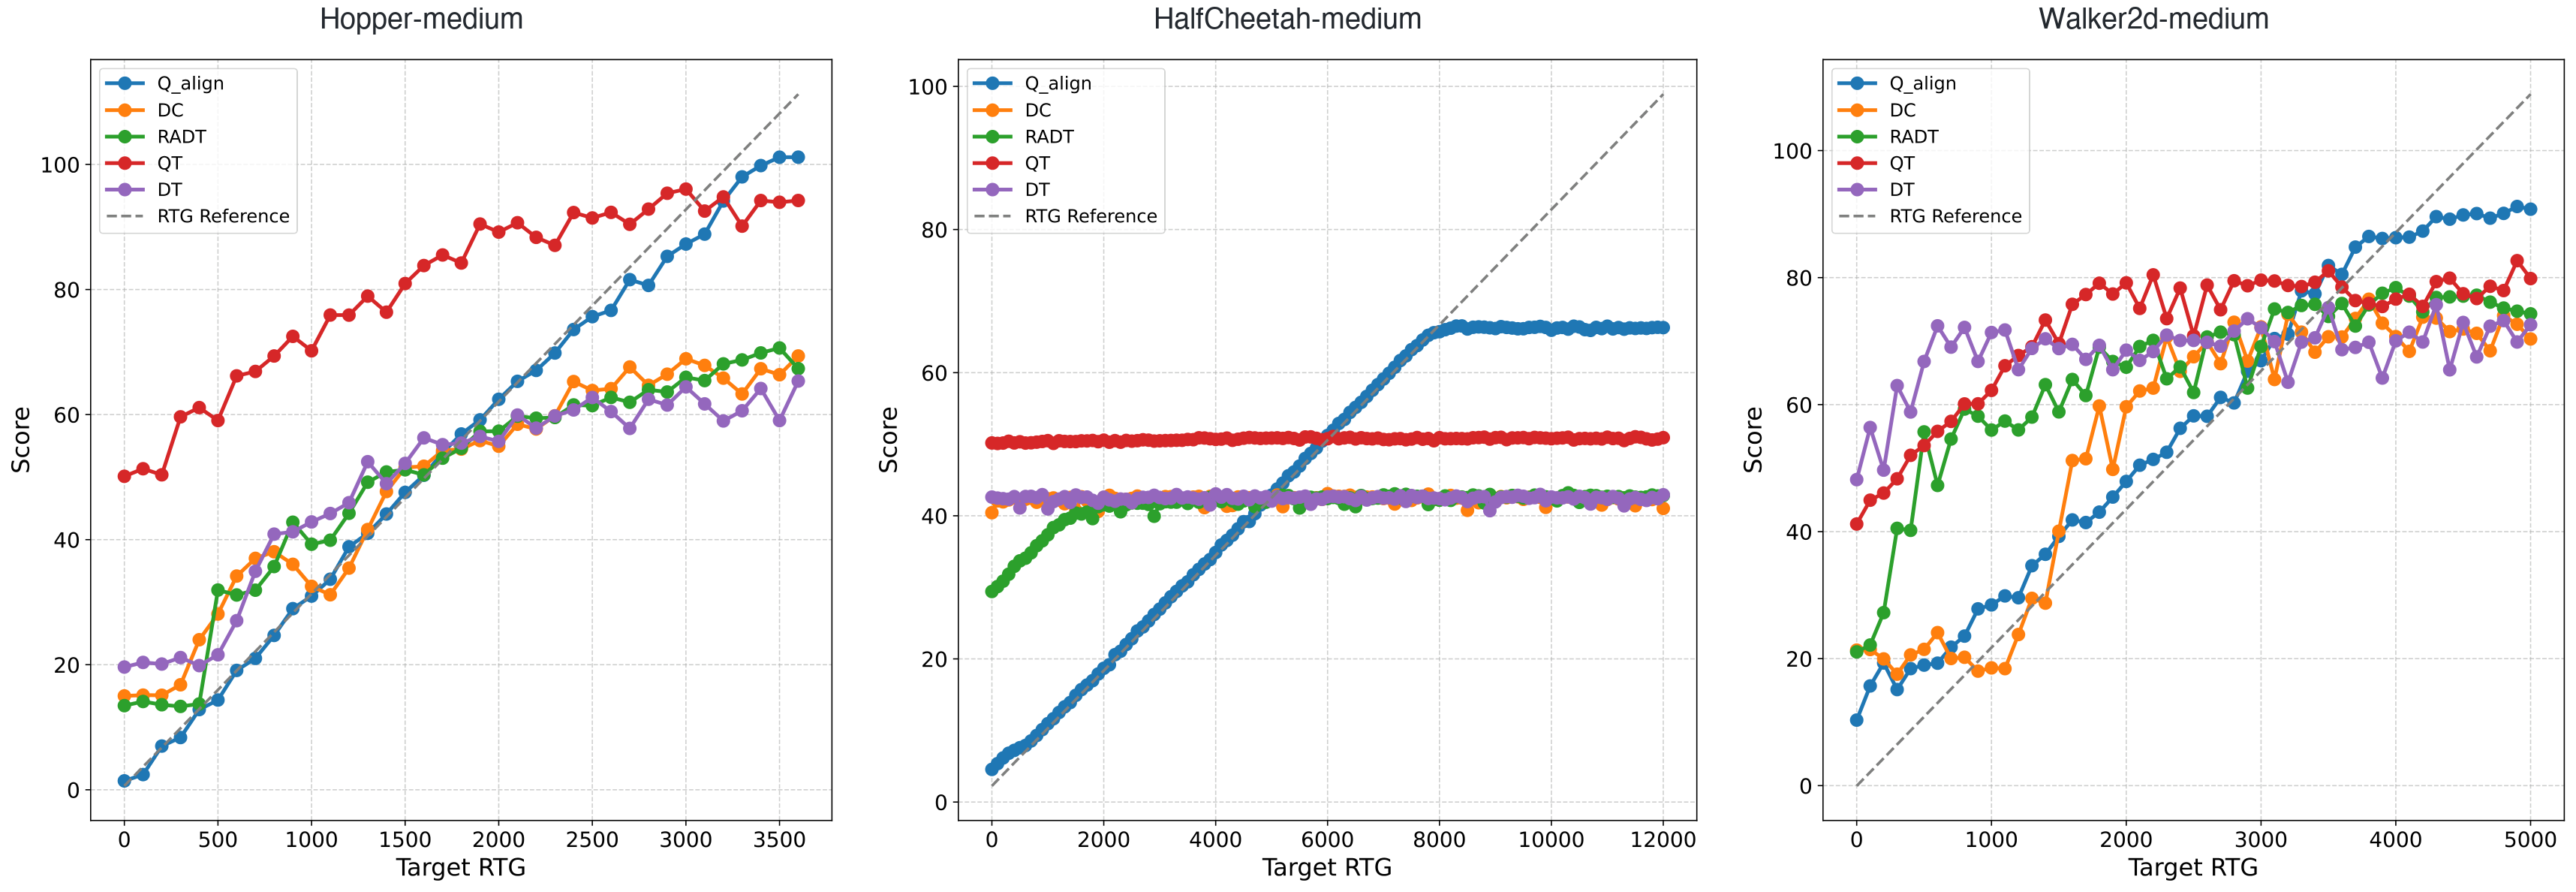 Hopper-medium
Q_align
DC
RADT
QT
DT
RTG Reference
Score
100
80
60
40
20
0
0 500 1000 1500 2000 2500 3000 3500
Target RTG
HalfCheetah-medium
Q_align
DC
RADT
QT
DT
RTG Reference
Score
100
80
60
40
20
0
0 2000 4000 6000 8000 10000 12000
Target RTG
Walker2d-medium
Q_align
DC
RADT
QT
DT
RTG Reference
Score
100
80
60
40
20
0
0 1000 2000 3000 4000 5000
Target RTG